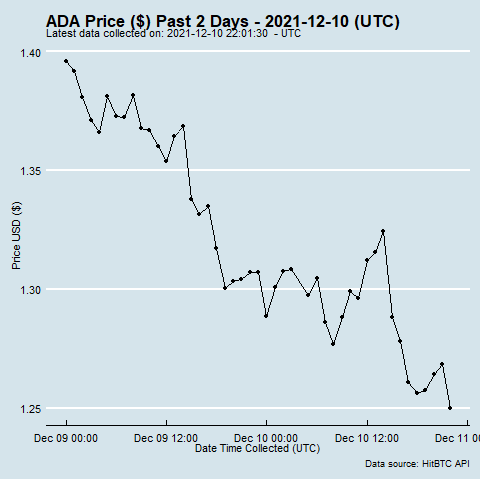 ADA Price ($) Past 2 Days - 2021-12-10 (UTC)
Latest data collected on: 2021-12-10 22:01:30 - UTC
1.40
1.35
1.30
1.25
Price USD ($)
Dec 09 00:00 Dec 09 12:00 Dec 10 00:00 Dec 10 12:00 Dec 11 0
Date Time Collected (UTC)
Data source: HitBTC API